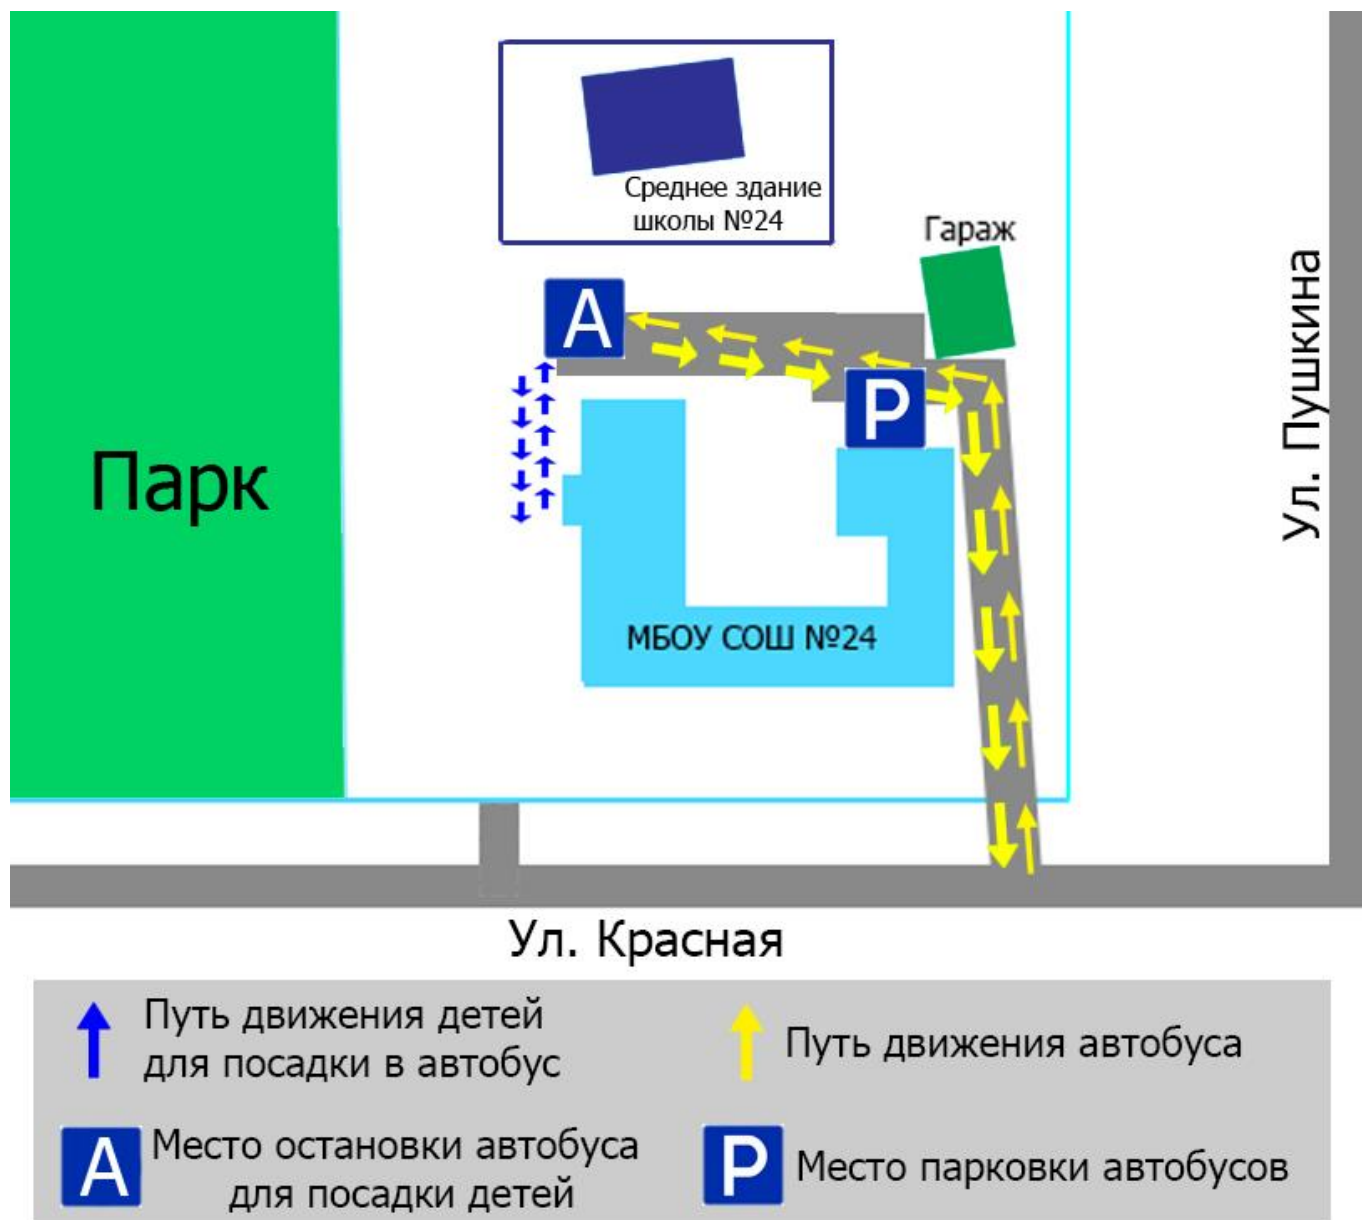 Среднее здание
школы №24
Гараж
А
Ул. Пушкина
Р
Парк
МБОУ СОШ №24
Ул. Красная
Путь движения детей
для посадки в автобус
Путь движения автобуса
А
Место остановки автобуса
для посадки детей
Р
Место парковки автобусов